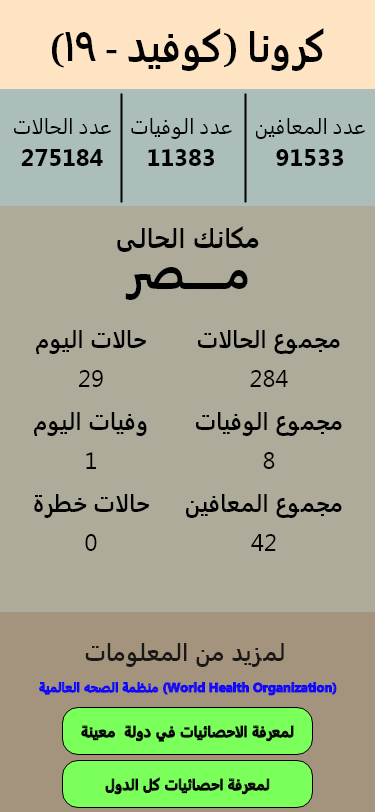 كرونا (كوفيد - ١٩)
عدد المعافين عدد الوفيات عدد الحالات
91533 11383 275184
مكانك الحالى
مـــصر
مجموع الحالات حالات اليوم
284 29
مجموع الوفيات وفيات اليوم
8 1
مجموع المعافين حالات خطرة
42 0
لمزيد من المعلومات
منظمة الصحه العالمية (World Health Organization)
لمعرفة الاحصائيات في دولة معينة
لمعرفة احصائيات كل الدول